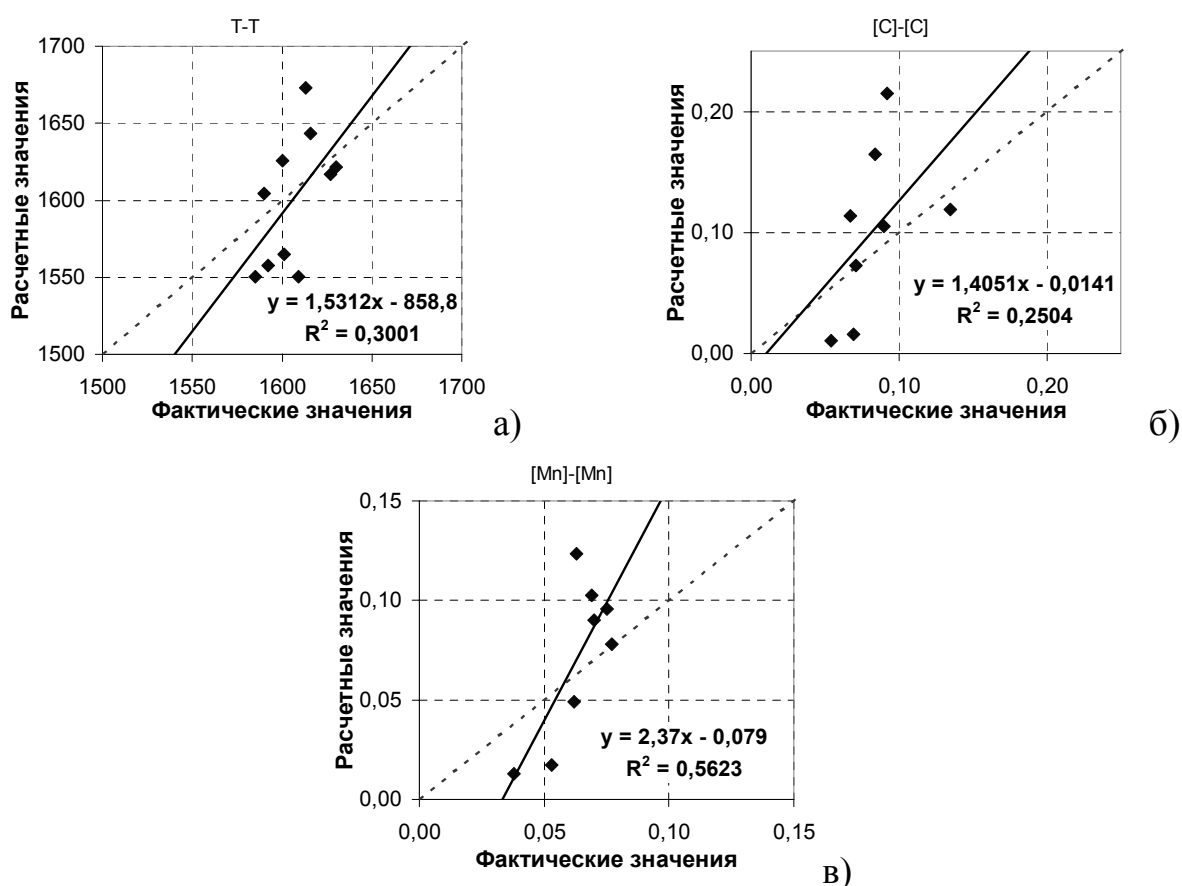 T-T
1700
1650
1600
1550
1500
1500 1550 1600 1650 1700
Расчетные значения
Фактические значения
y = 1,5312x - 858,8
R² = 0,3001
а)
[C]-[C]
0,20
0,10
0,00
0,00 0,10 0,20
Расчетные значения
Фактические значения
y = 1,4051x - 0,0141
R² = 0,2504
б)
[Mn]-[Mn]
0,15
0,10
0,05
0,00
0,00 0,05 0,10 0,15
Расчетные значения
Фактические значения
y = 2,37x - 0,079
R² = 0,5623
в)